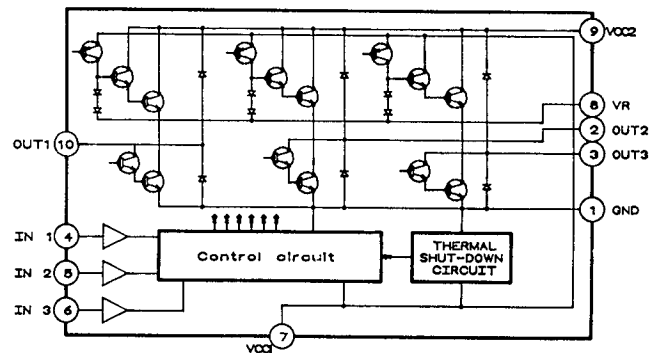 9 VCC2
8 VR
2 OUT2
OUT1 10
3 OUT3
1 GND
IN 1 4
Control circuit
THERMAL
SHUT-DOWN
CIRCUIT
IN 2 5
IN 3 6
7
VCC1